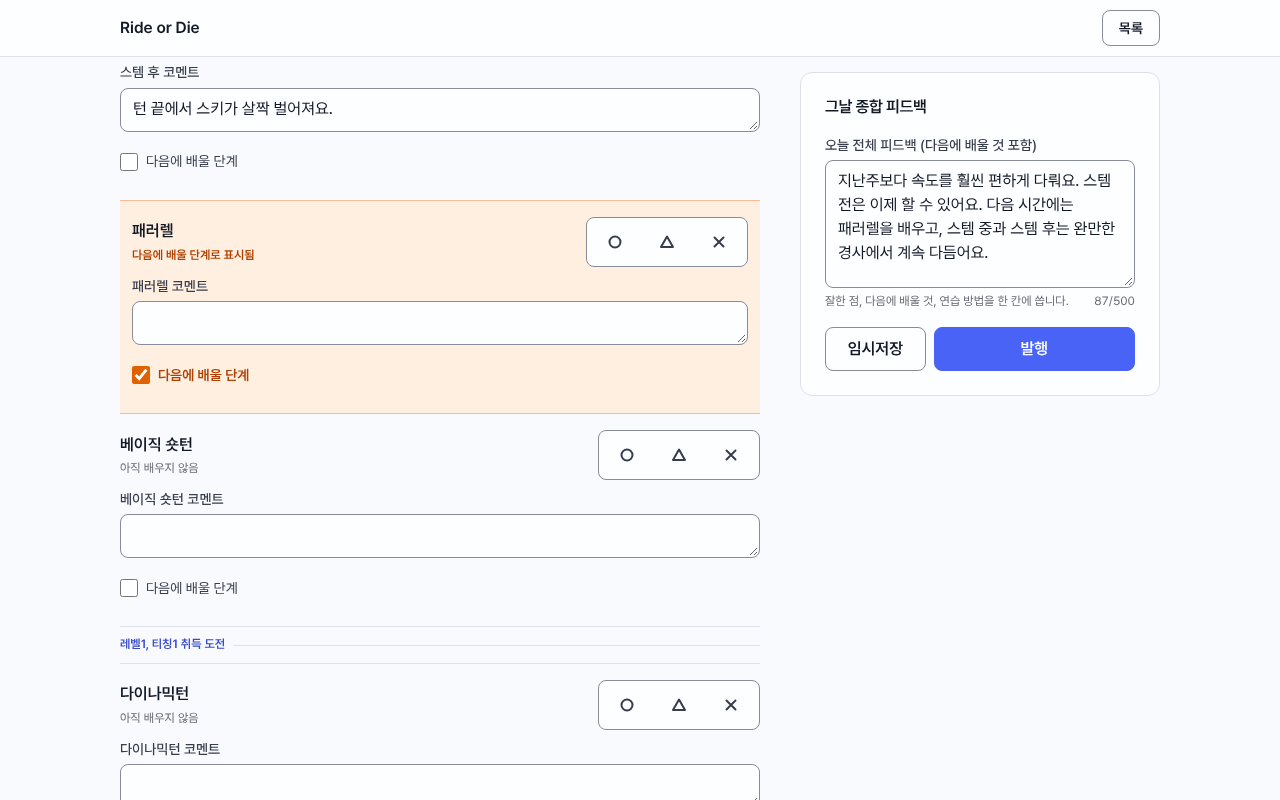 Ride or Die
목록
스템 후 코멘트
턴 끝에서 스키가 살짝 벌어져요.
다음에 배울 단계
패러렐
다음에 배울 단계로 표시됨
패러렐 코멘트
다음에 배울 단계
베이직 숏턴
아직 배우지 않음
베이직 숏턴 코멘트
다음에 배울 단계
레벨1, 티칭1 취득 도전
다이나믹턴
아직 배우지 않음
다이나믹턴 코멘트
그날 종합 피드백
오늘 전체 피드백 (다음에 배울 것 포함)
지난주보다 속도를 훨씬 편하게 다뤄요. 스템
전은 이제 할 수 있어요. 다음 시간에는
패러렐을 배우고, 스템 중과 스템 후는 완만한
경사에서 계속 다듬어요.
잘한 점, 다음에 배울 것, 연습 방법을 한 칸에 씁니다.
87/500
임시저장
발행